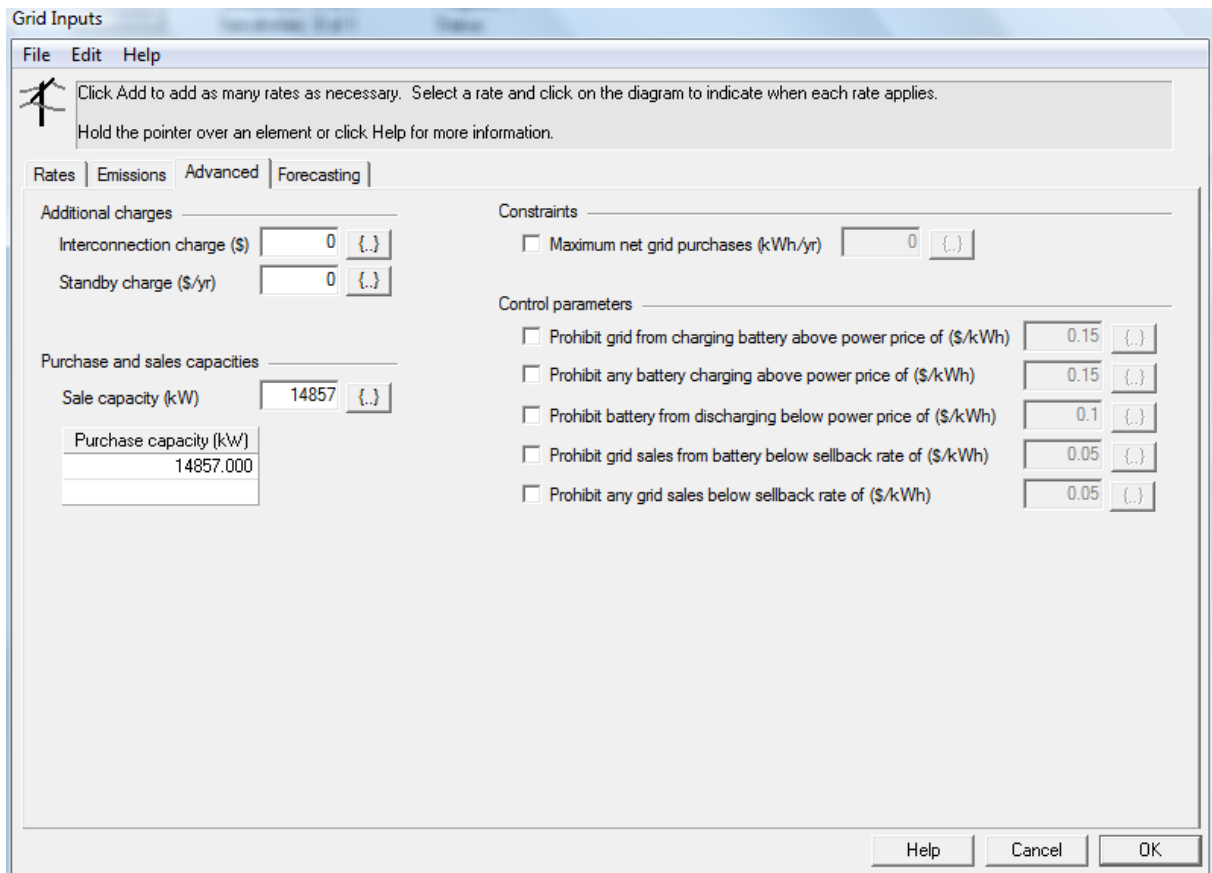 Grid Inputs
File Edit Help
Click Add to add as many rates as necessary. Select a rate and click on the diagram to indicate when each rate applies.
Hold the pointer over an element or click Help for more information.
Rates Emissions Advanced Forecasting
Additional charges
Interconnection charge ($) 0 {..}
Standby charge ($/yr) 0 {..}
Purchase and sales capacities
Sale capacity (kW) 14857 {..}
Purchase capacity (kW)
14857.000
Constraints
Maximum net grid purchases (kWh/yr) 0 {..}
Control parameters
Prohibit grid from charging battery above power price of ($/kWh) 0.15 {..}
Prohibit any battery charging above power price of ($/kWh) 0.15 {..}
Prohibit battery from discharging below power price of ($/kWh) 0.1 {..}
Prohibit grid sales from battery below sellback rate of ($/kWh) 0.05 {..}
Prohibit any grid sales below sellback rate of ($/kWh) 0.05 {..}
Help Cancel OK